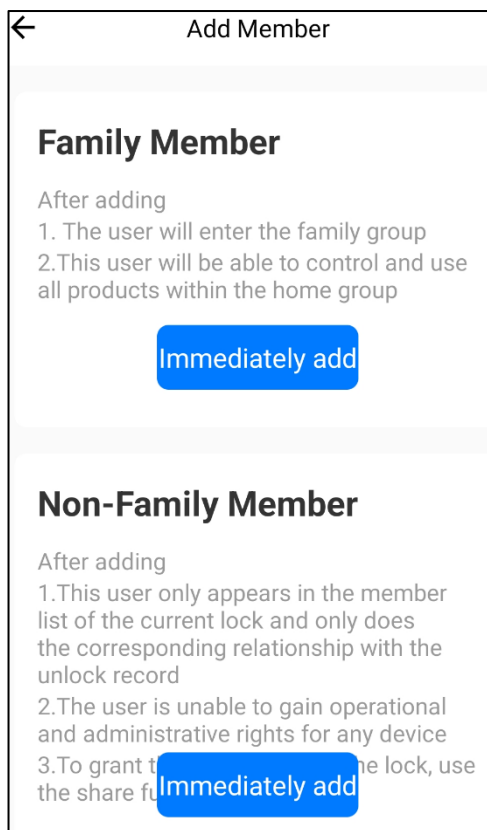 Add Member
Family Member
After adding
1. The user will enter the family group
2.This user will be able to control and use
all products within the home group
Immediately add
Non-Family Member
After adding
1.This user only appears in the member
list of the current lock and only does
the corresponding relationship with the
unlock record
2.The user is unable to gain operational
and administrative rights for any device
3.To grant lock, use
the share
Immediately add